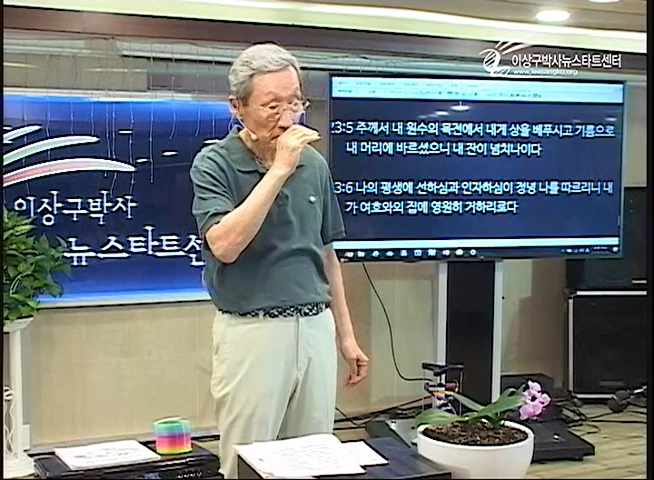 이상구박사뉴스타트센터
www.leesangku.org
23:5 주께서 내 원수의 목전에서 내게 상을 베푸시고 기름으로
내 머리에 바르셨으니 내 잔이 넘치나이다
3:6 나의 평생에 선하심과 인자하심이 정녕 나를 따르리니 내
가 여호와의 집에 영원히 거하리로다
이상구박사
뉴스타트센